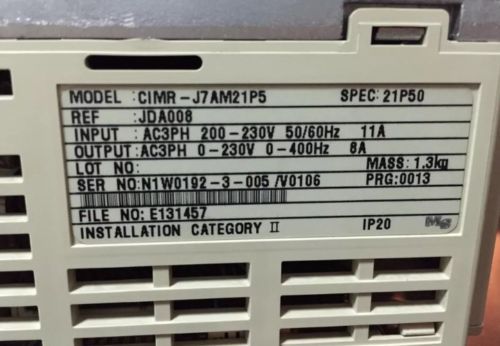 MODEL :CIMR-J7AM21P5 SPEC: 21P50
REF :JDA008
INPUT :AC3PH 200-230V 50/60Hz 11A
OUTPUT:AC3PH 0-230V 0-400Hz 8A
LOT NO: MASS: 1.3kg
SER NO:N1W0192-3-005/V0106 PRG:0013
FILE NO: E131457
INSTALLATION CATEGORY II IP20